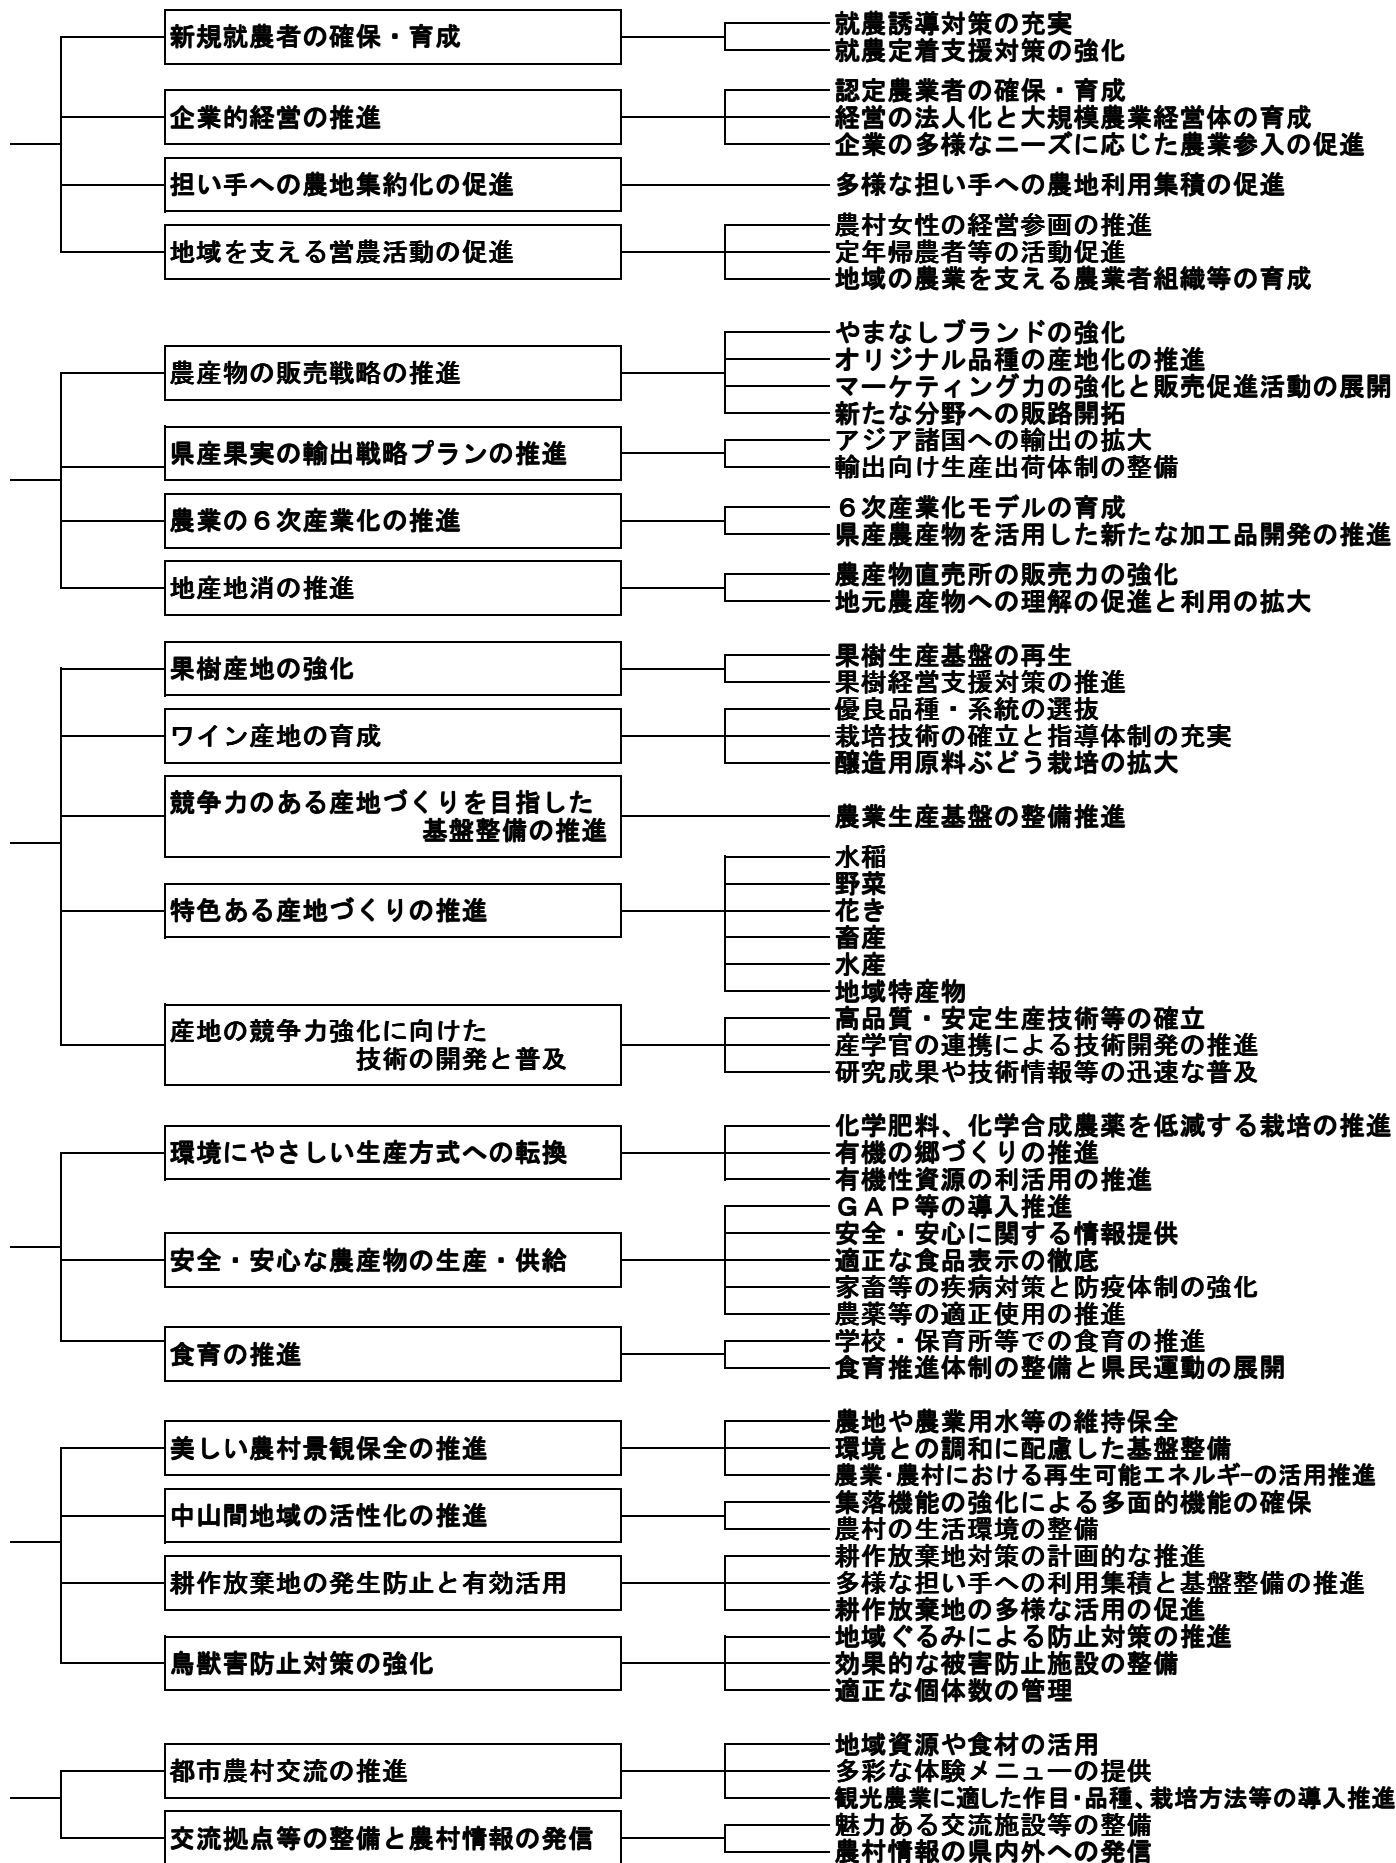 新規就農者の確保・育成
就農誘導対策の充実
就農定着支援対策の強化
企業的経営の推進
認定農業者の確保・育成
経営の法人化と大規模農業経営体の育成
企業の多様なニーズに応じた農業参入の促進
担い手への農地集約化の促進
多様な担い手への農地利用集積の促進
地域を支える営農活動の促進
農村女性の経営参画の推進
定年帰農者等の活動促進
地域の農業を支える農業者組織等の育成
農産物の販売戦略の推進
やまなしブランドの強化
オリジナル品種の産地化の推進
マーケティング力の強化と販売促進活動の展開
新たな分野への販路開拓
県産果実の輸出戦略プランの推進
アジア諸国への輸出の拡大
輸出向け生産出荷体制の整備
農業の６次産業化の推進
６次産業化モデルの育成
県産農産物を活用した新たな加工品開発の推進
地産地消の推進
農産物直売所の販売力の強化
地元農産物への理解の促進と利用の拡大
果樹産地の強化
果樹生産基盤の再生
果樹経営支援対策の推進
ワイン産地の育成
優良品種・系統の選抜
栽培技術の確立と指導体制の充実
醸造用原料ぶどう栽培の拡大
競争力のある産地づくりを目指した
基盤整備の推進
農業生産基盤の整備推進
特色ある産地づくりの推進
水稲
野菜
花き
畜産
水産
地域特産物
産地の競争力強化に向けた
技術の開発と普及
高品質・安定生産技術等の確立
産学官の連携による技術開発の推進
研究成果や技術情報等の迅速な普及
環境にやさしい生産方式への転換
化学肥料、化学合成農薬を低減する栽培の推進
有機の郷づくりの推進
有機性資源の利活用の推進
安全・安心な農産物の生産・供給
ＧＡＰ等の導入推進
安全・安心に関する情報提供
適正な食品表示の徹底
家畜等の疾病対策と防疫体制の強化
農薬等の適正使用の推進
食育の推進
学校・保育所等での食育の推進
食育推進体制の整備と県民運動の展開
美しい農村景観保全の推進
農地や農業用水等の維持保全
環境との調和に配慮した基盤整備
農業・農村における再生可能エネルギーの活用推進
中山間地域の活性化の推進
集落機能の強化による多面的機能の確保
農村の生活環境の整備
耕作放棄地の発生防止と有効活用
耕作放棄地対策の計画的な推進
多様な担い手への利用集積と基盤整備の推進
耕作放棄地の多様な活用の促進
鳥獣害防止対策の強化
地域ぐるみによる防止対策の推進
効果的な被害防止施設の整備
適正な個体数の管理
都市農村交流の推進
地域資源や食材の活用
多彩な体験メニューの提供
観光農業に適した作目・品種、栽培方法等の導入推進
交流拠点等の整備と農村情報の発信
魅力ある交流施設等の整備
農村情報の県内外への発信